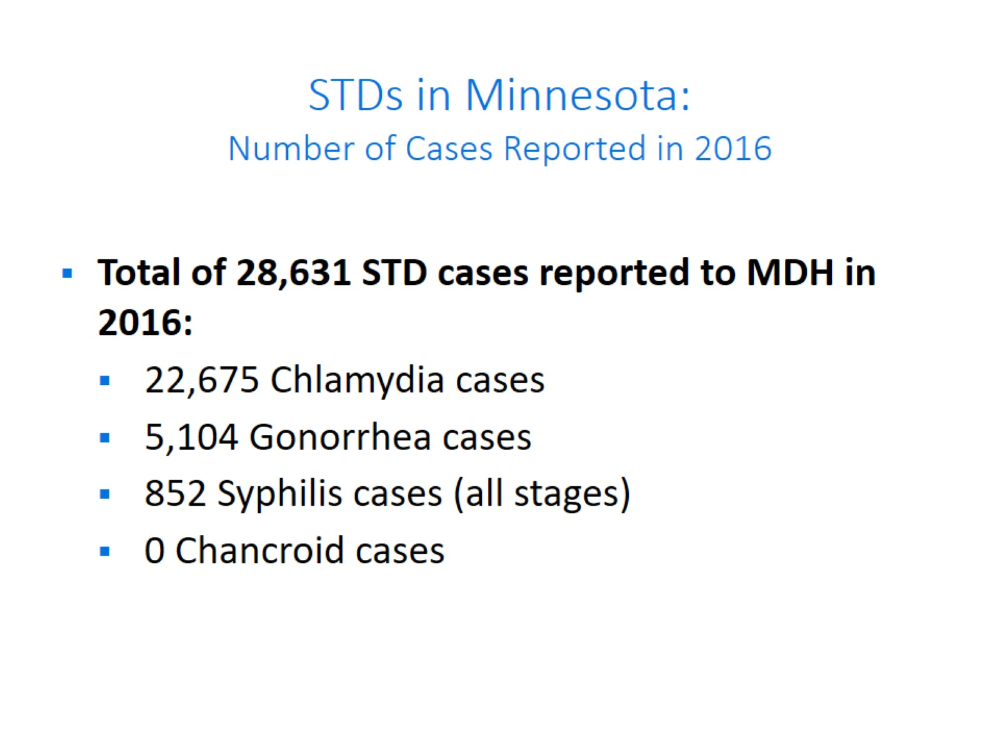 STDs in Minnesota:
Number of Cases Reported in 2016
▪ Total of 28,631 STD cases reported to MDH in
2016:
▪ 22,675 Chlamydia cases
▪ 5,104 Gonorrhea cases
▪ 852 Syphilis cases (all stages)
▪ 0 Chancroid cases